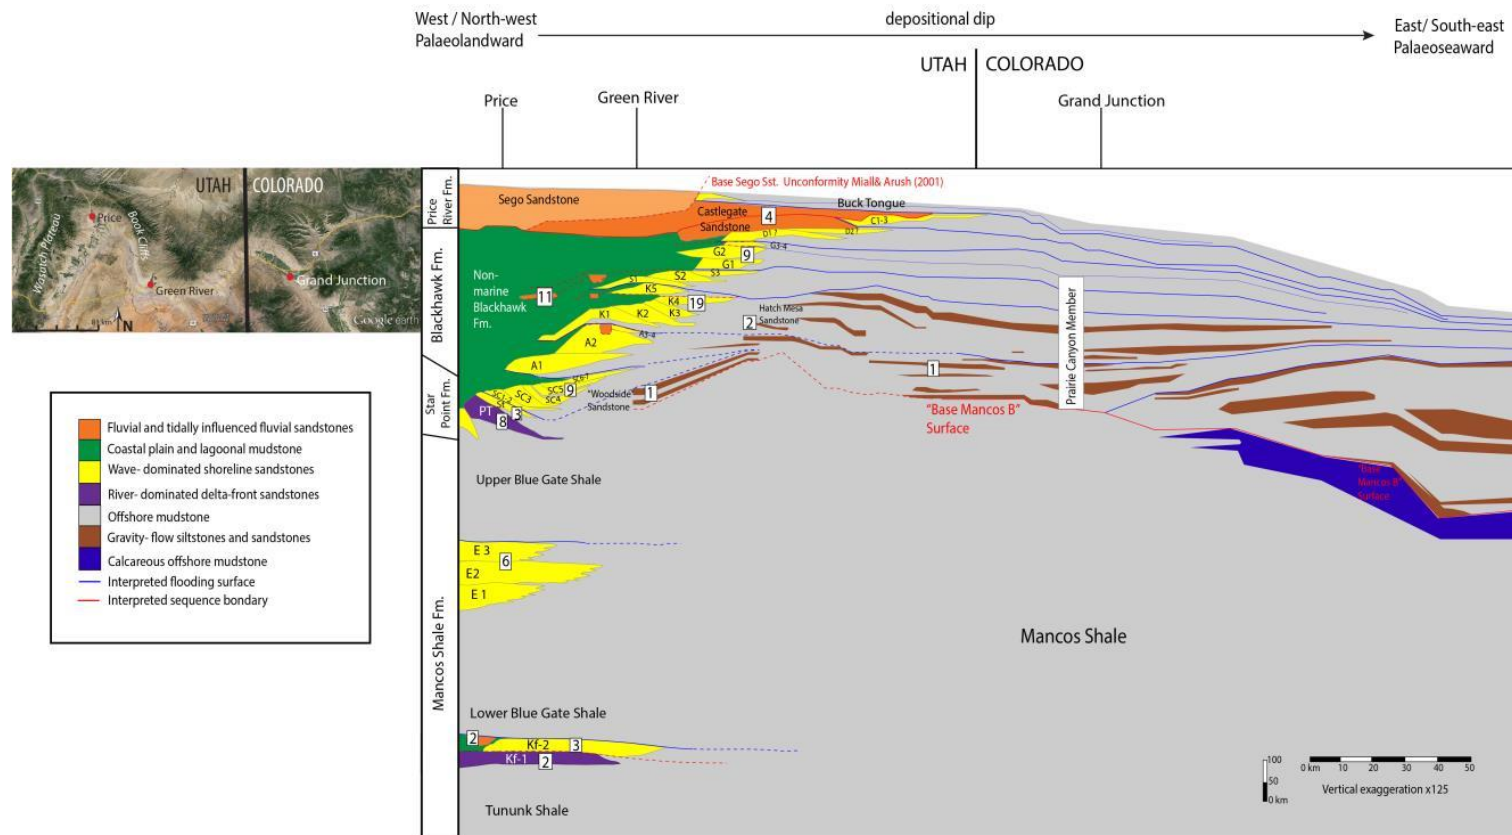 West / North-west
Palaeolandward
depositional dip
East/ South-east
Palaeoseaward
UTAH
COLORADO
Price
Green River
Grand Junction
UTAH
COLORADO
Wasatch Plateau
Price
Book Cliffs
Green River
Grand Junction
N
Google earth
Price
River Fm.
Blackhawk Fm.
Star
Point Fm.
Mancos Shale Fm.
Base Sego Sst. Unconformity Miall& Arush (2001)
Sego Sandstone
Buck Tongue
Castlegate
Sandstone
4
C1-3
D1 ?
D2 ?
G2
G3-4
9
G1
Non-
marine
Blackhawk
Fm.
11
S1
S2
S3
K5
K4
19
K1
K2
K3
Hatch Mesa
Sandstone
2
A2
A3-4
A1
1
Prairie Canyon Member
SC3
SC5
SC4
9
"Woodside
Sandstone
1
PT
3
8
"Base Mancos B"
Surface
"Base
Mancos B"
Surface
Upper Blue Gate Shale
E 3
6
E2
E 1
Mancos Shale
Lower Blue Gate Shale
2
Kf-2
3
Kf-1
2
Tununk Shale
Fluvial and tidally influenced fluvial sandstones
Coastal plain and lagoonal mudstone
Wave- dominated shoreline sandstones
River- dominated delta-front sandstones
Offshore mudstone
Gravity- flow siltstones and sandstones
Calcareous offshore mudstone
Interpreted flooding surface
Interpreted sequence bondary
100
50
0 km
0 km 10 20 30 40 50
Vertical exaggeration x125